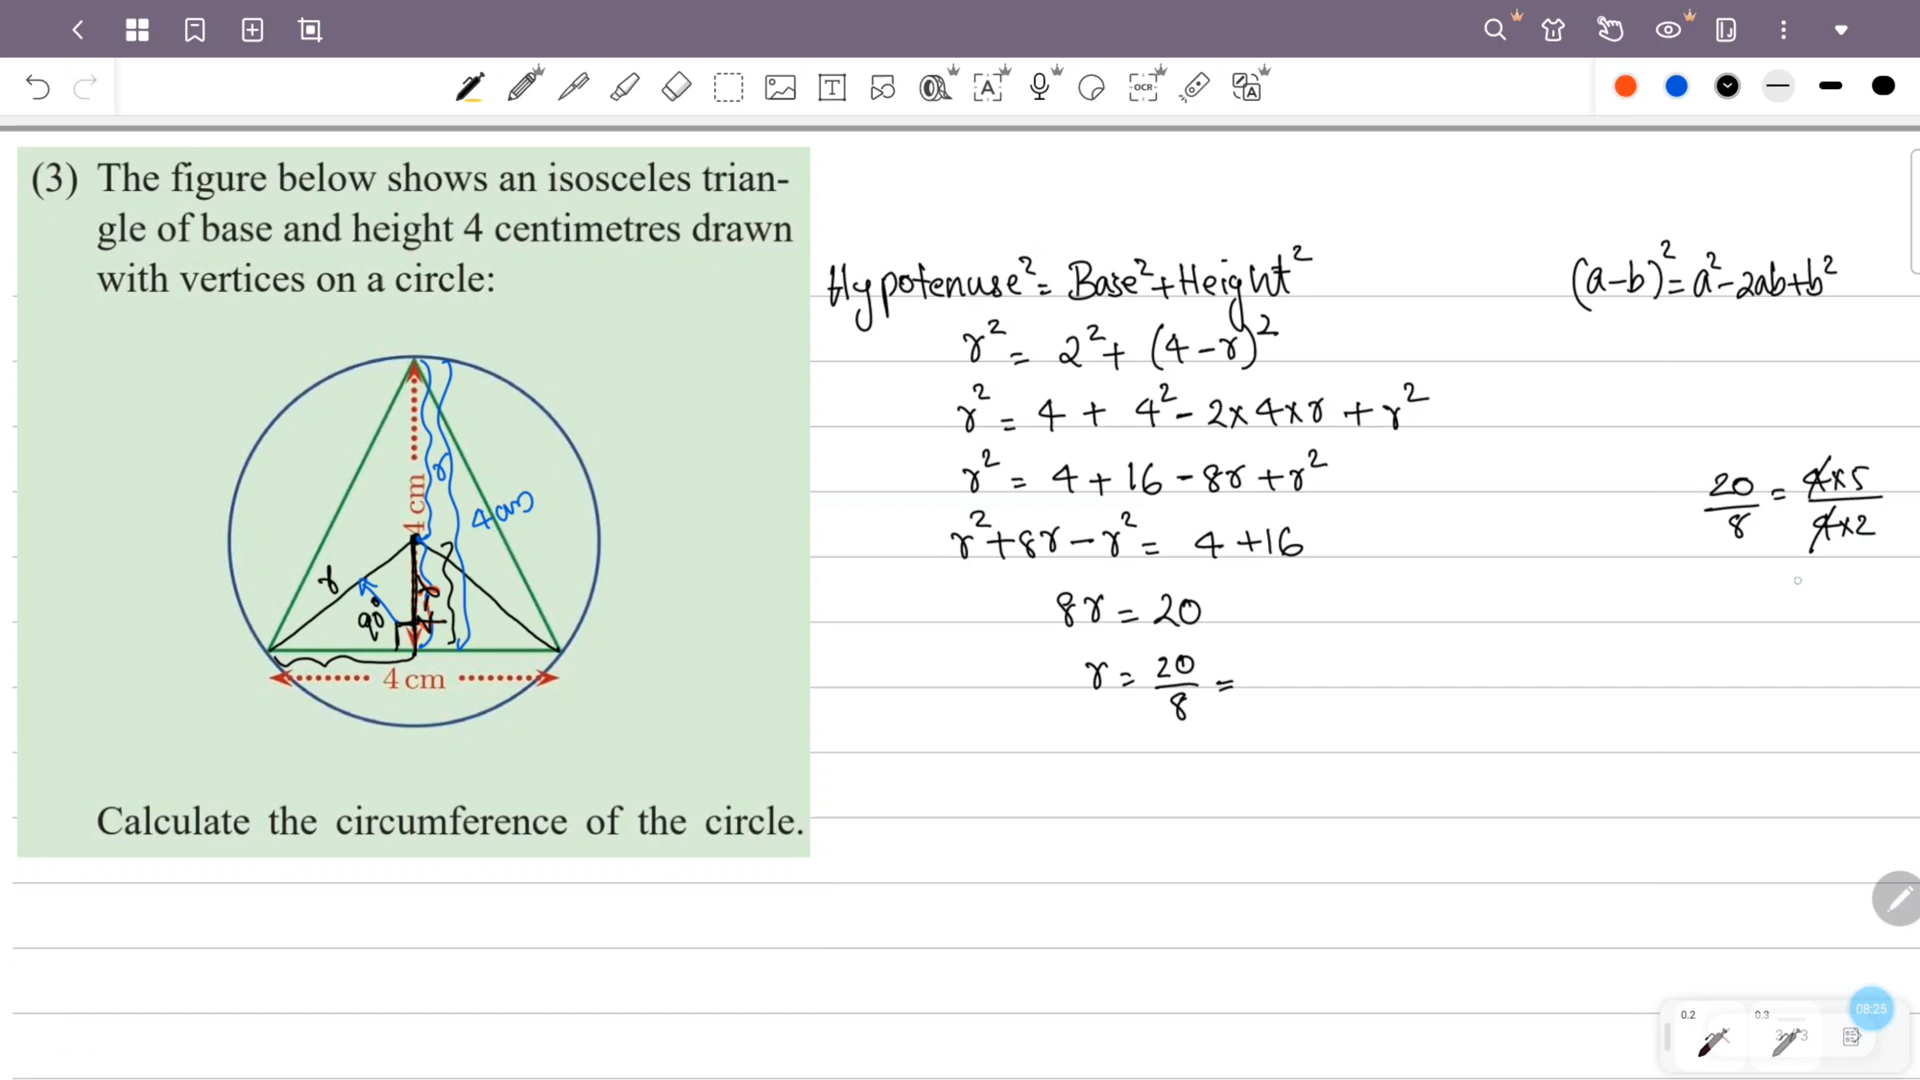 (3) The figure below shows an isosceles trian-
gle of base and height 4 centimetres drawn
with vertices on a circle:
4 cm
r
4cm
r
90°
4 cm
Calculate the circumference of the circle.
Hypotenuse² = Base² + Height²
r² = 2² + (4-r)²
r² = 4 + 4² - 2×4×r + r²
r² = 4 + 16 - 8r + r²
r² + 8r - r² = 4 + 16
8r = 20
r = 20/8 =
(a-b)² = a² - 2ab + b²
20/8 = 4×5/4×2
T
A
OCR
A
0.2
0.3
08:25